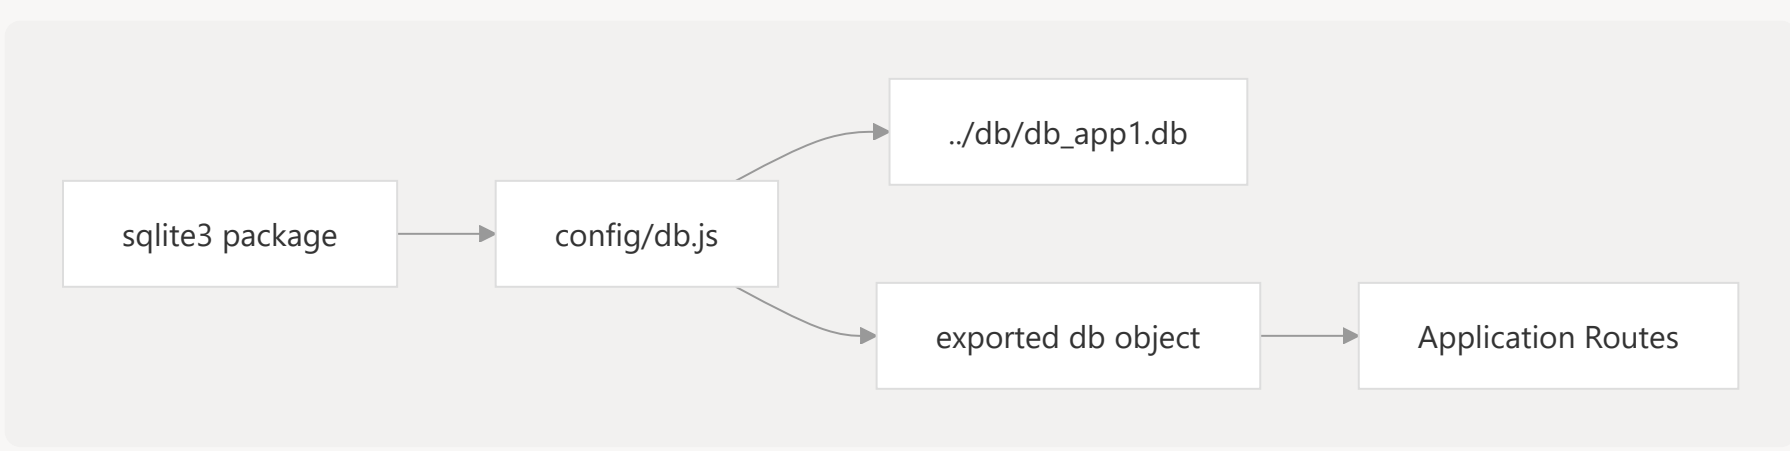 sqlite3 package
config/db.js
../db/db_app1.db
exported db object
Application Routes